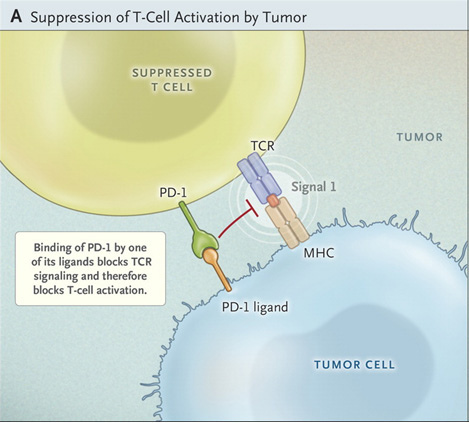 A Suppression of T-Cell Activation by Tumor
SUPPRESSED
T CELL
TUMOR
TCR
Signal 1
PD-1
MHC
Binding of PD-1 by one
of its ligands blocks TCR
signaling and therefore
blocks T-cell activation.
PD-1 ligand
TUMOR CELL